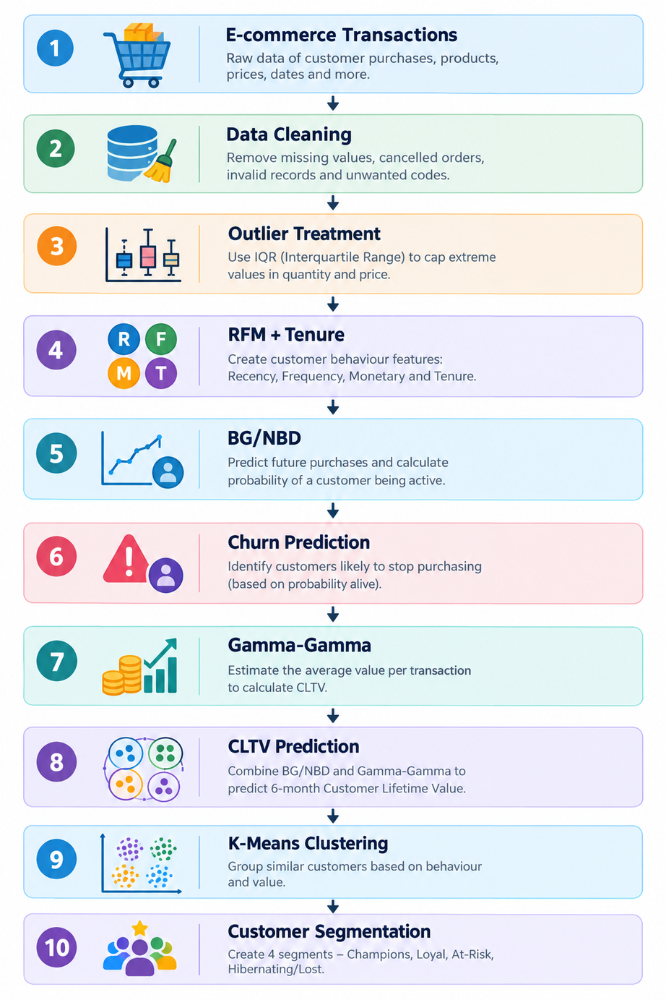 1
E-commerce Transactions
Raw data of customer purchases, products,
prices, dates and more.
2
Data Cleaning
Remove missing values, cancelled orders,
invalid records and unwanted codes.
3
Outlier Treatment
Use IQR (Interquartile Range) to cap extreme
values in quantity and price.
4
R F
M T
RFM + Tenure
Create customer behaviour features:
Recency, Frequency, Monetary and Tenure.
5
BG/NBD
Predict future purchases and calculate
probability of a customer being active.
6
Churn Prediction
Identify customers likely to stop purchasing
(based on probability alive).
7
Gamma-Gamma
Estimate the average value per transaction
to calculate CLTV.
8
CLTV Prediction
Combine BG/NBD and Gamma-Gamma to
predict 6-month Customer Lifetime Value.
9
K-Means Clustering
Group similar customers based on behaviour
and value.
10
Customer Segmentation
Create 4 segments – Champions, Loyal, At-Risk,
Hibernating/Lost.